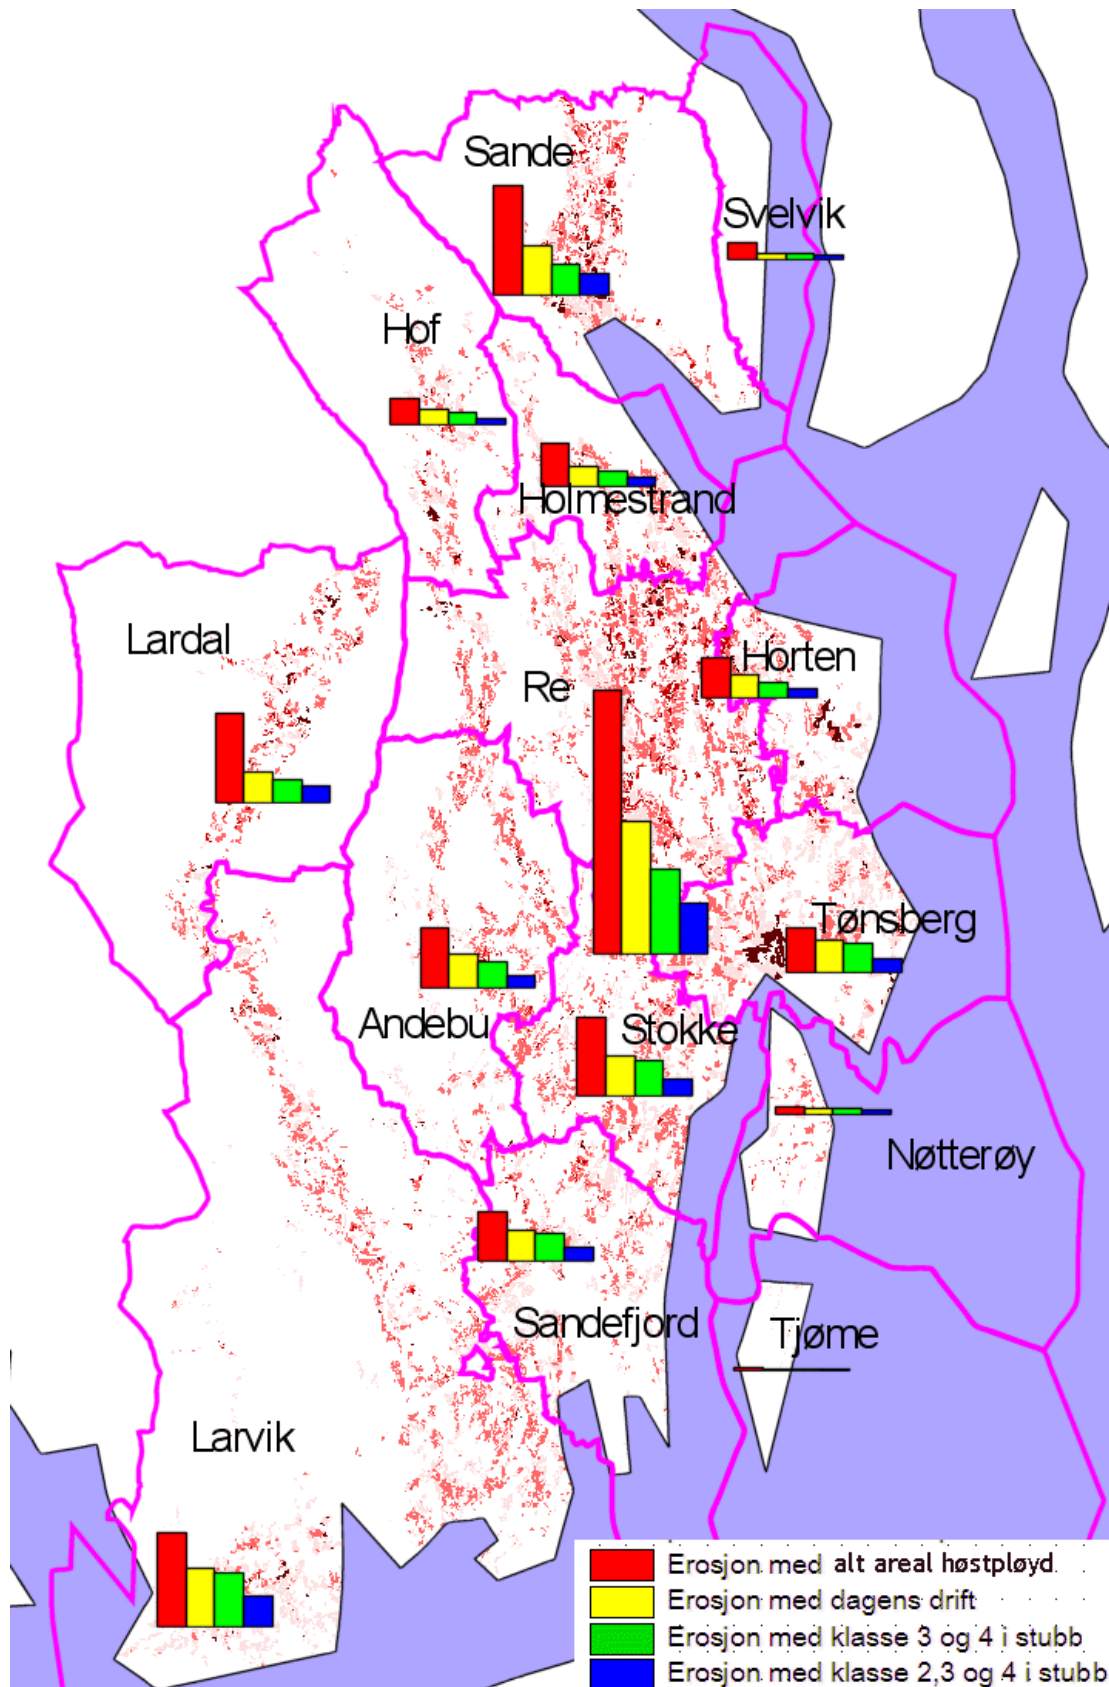 Sande
Svelvik
Hof
Holmestrand
Lardal
Horten
Re
Tønsberg
Andebu
Stokke
Nøtterøy
Sandefjord
Tjøme
Larvik
Erosjon med alt areal høstpløyd
Erosjon med dagens drift
Erosjon med klasse 3 og 4 i stubb
Erosjon med klasse 2,3 og 4 i stubb